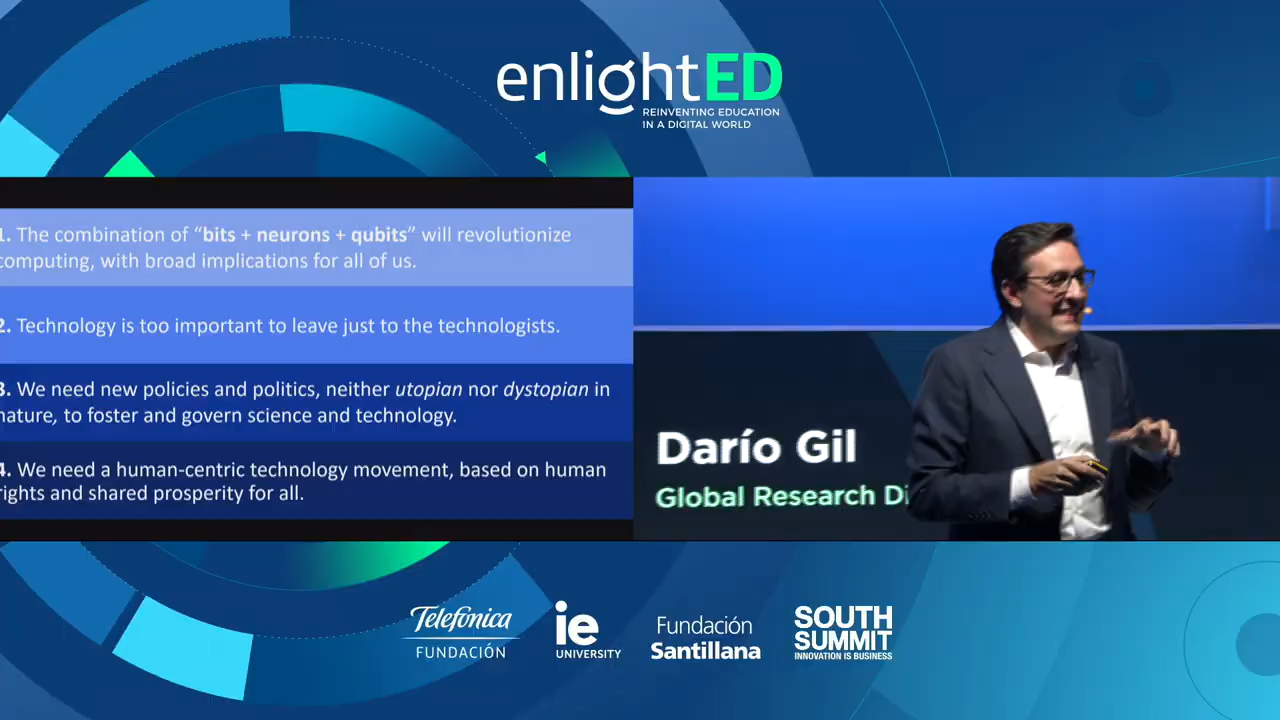 enlightED
REINVENTING EDUCATION
IN A DIGITAL WORLD
1. The combination of “bits + neurons + qubits” will revolutionize
computing, with broad implications for all of us.
2. Technology is too important to leave just to the technologists.
3. We need new policies and politics, neither utopian nor dystopian in
nature, to foster and govern science and technology.
4. We need a human-centric technology movement, based on human
rights and shared prosperity for all.
Darío Gil
Global Research Di
Telefónica
FUNDACIÓN
ie
UNIVERSITY
Fundación
Santillana
SOUTH
SUMMIT
INNOVATION IS BUSINESS